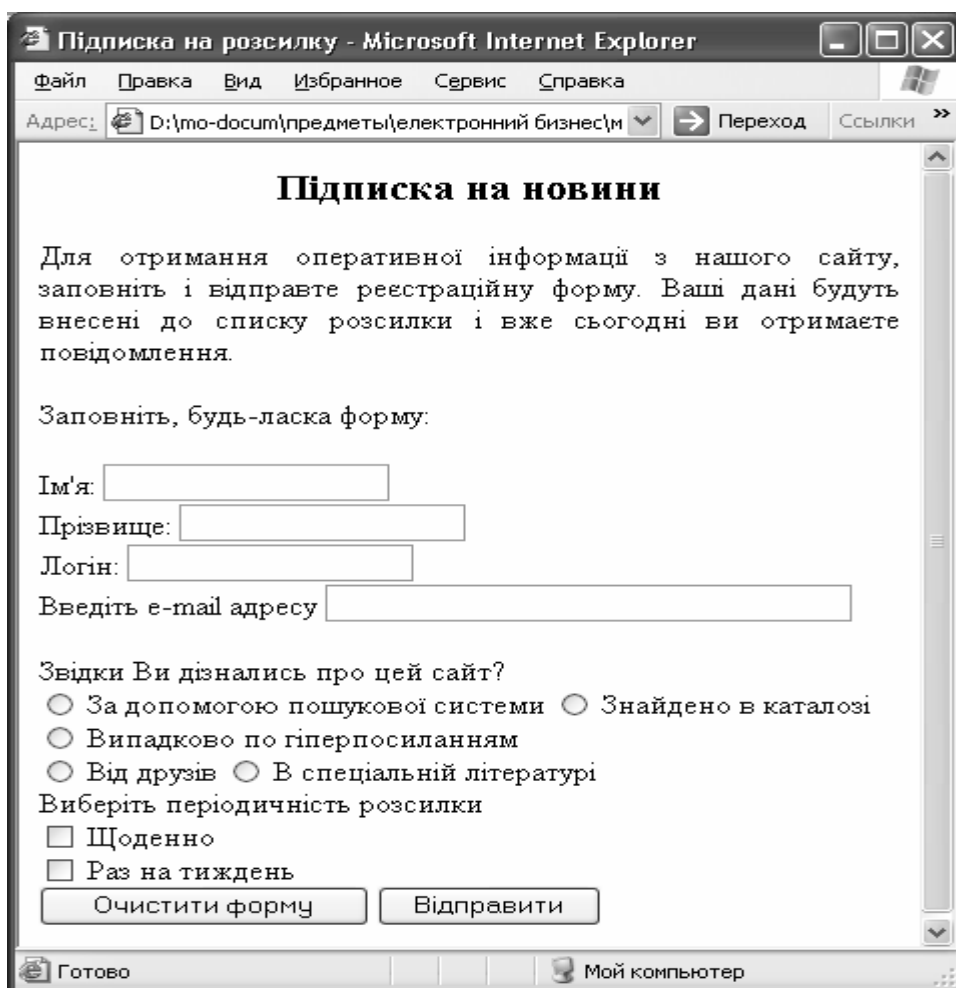 Підписка на розсилку - Microsoft Internet Explorer
Файл Правка Вид Избранное Сервис Справка
Адрес: D:\mo-docum\предметы\електронний бизнес\м Переход Ссылки »
Підписка на новини
Для отримання оперативної інформації з нашого сайту,
заповніть і відправте реєстраційну форму. Ваші дані будуть
внесені до списку розсилки і вже сьогодні ви отримаєте
повідомлення.
Заповніть, будь-ласка форму:
Ім'я:
Прізвище:
Логін:
Введіть e-mail адресу
Звідки Ви дізнались про цей сайт?
За допомогою пошукової системи Знайдено в каталозі
Випадково по гіперпосиланням
Від друзів В спеціальній літературі
Виберіть періодичність розсилки
Щоденно
Раз на тиждень
Очистити форму Відправити
Готово Мой компьютер